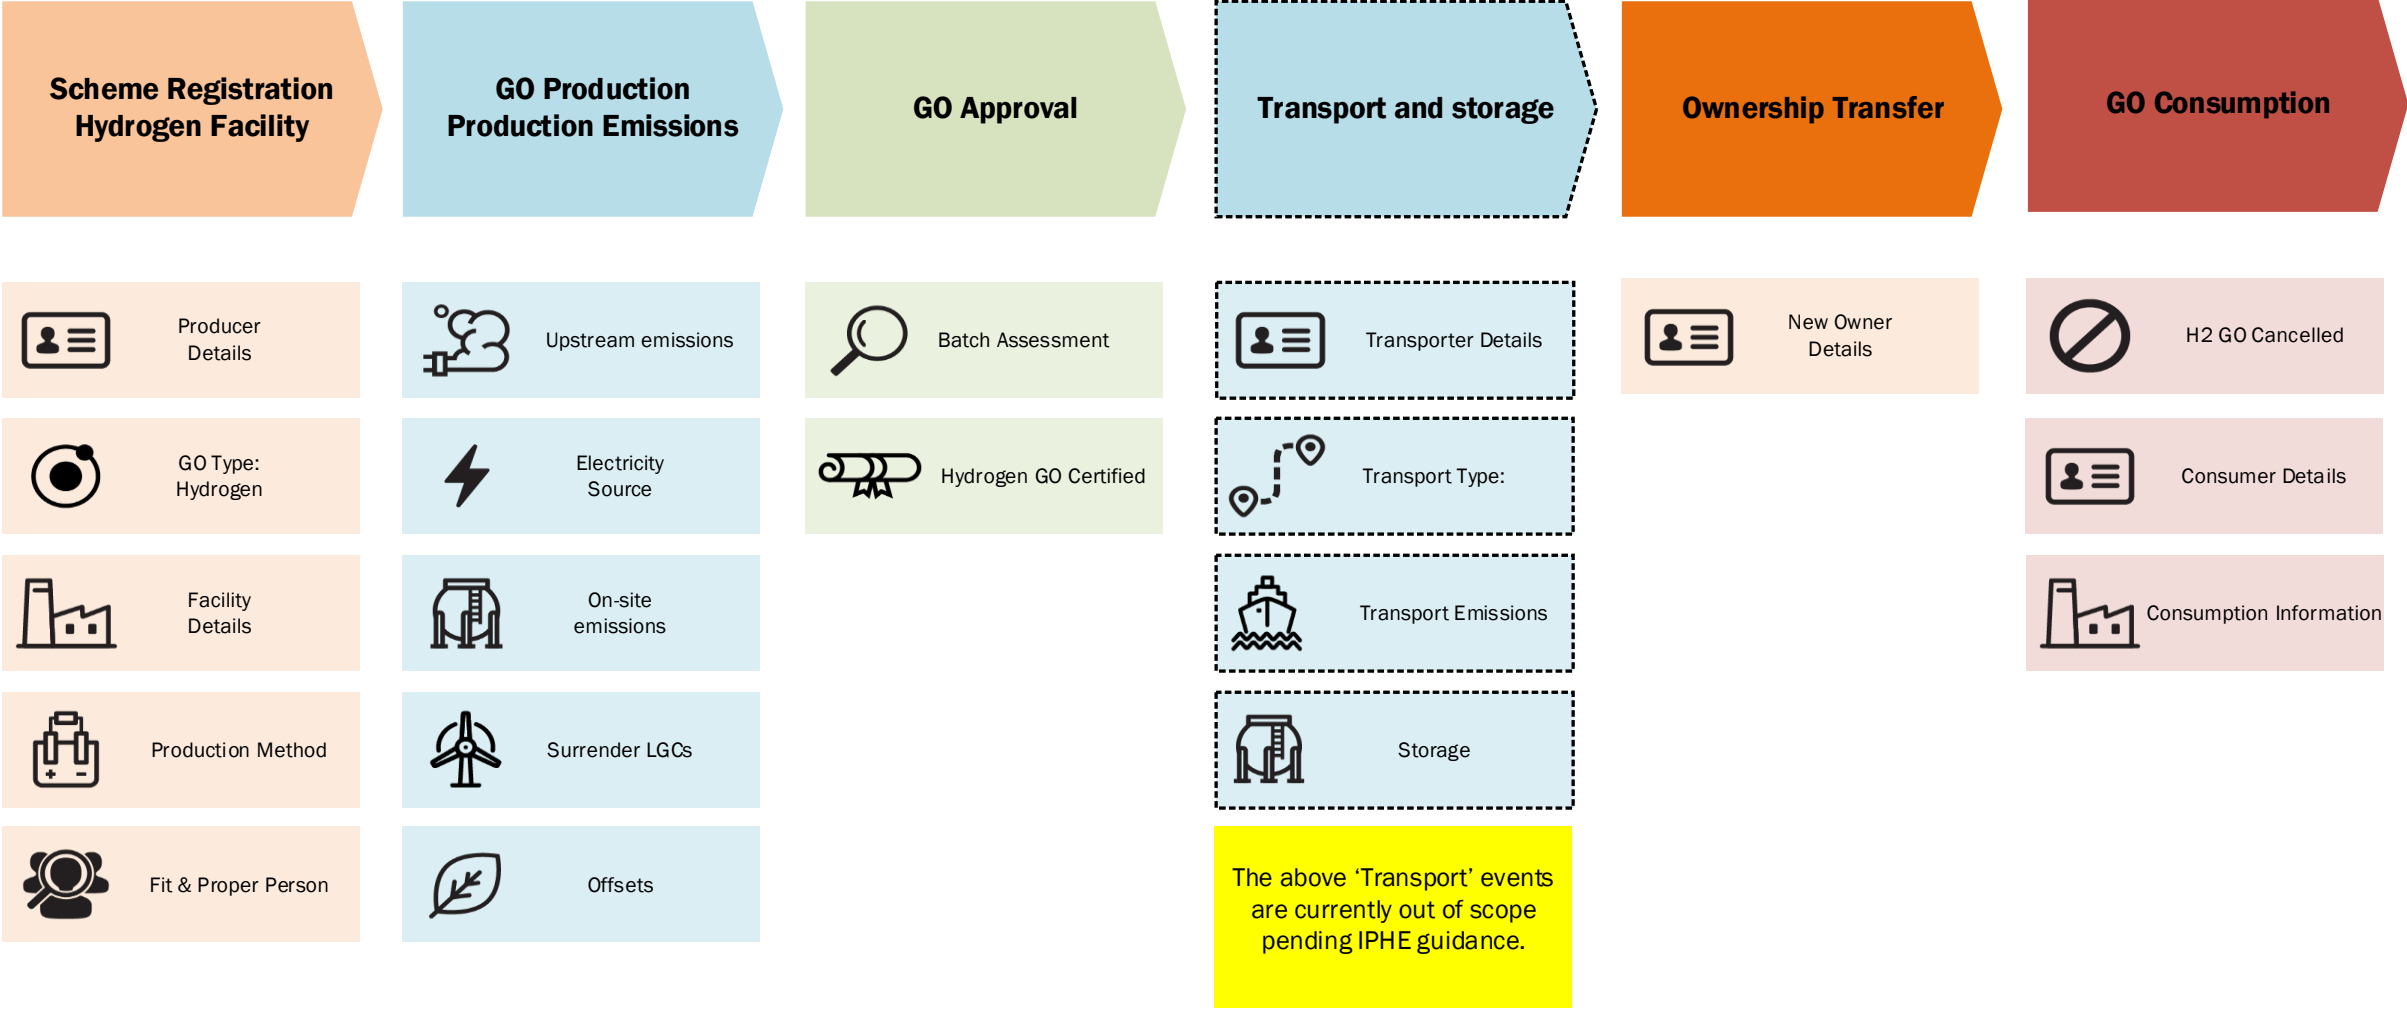 Scheme Registration
Hydrogen Facility
GO Production
Production Emissions
GO Approval
Transport and storage
Ownership Transfer
GO Consumption
Producer
Details
GO Type:
Hydrogen
Facility
Details
Production Method
Fit & Proper Person
Upstream emissions
Electricity
Source
On-site
emissions
Surrender LGCs
Offsets
Batch Assessment
Hydrogen GO Certified
Transporter Details
Transport Type:
Transport Emissions
Storage
The above ‘Transport’ events
are currently out of scope
pending IPHE guidance.
New Owner
Details
H2 GO Cancelled
Consumer Details
Consumption Information